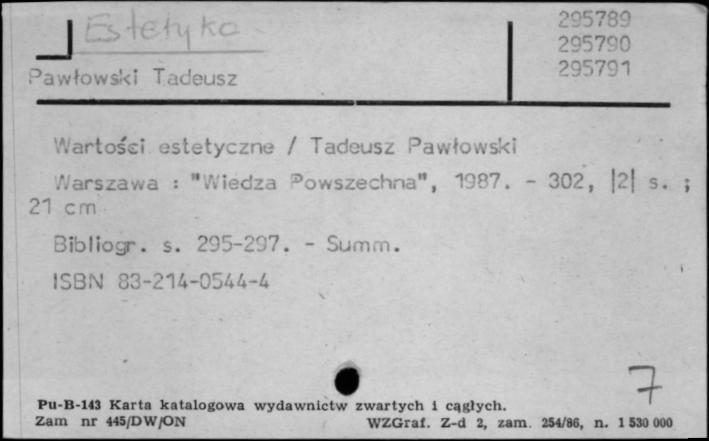 Estetyka
295789
295790
295791
Pawłowski Tadeusz
Wartości estetyczne / Tadeusz Pawłowski
Warszawa : "Wiedza Powszechna", 1987. - 302, |2| s. ;
21 cm
Bibliogr. s. 295-297. - Summ.
ISBN 83-214-0544-4
7
Pu-B-143 Karta katalogowa wydawnictw zwartych i ciągłych.
Zam nr 445/DW/ON WZGraf. Z-d 2, zam. 254/86, n. 1 530 000